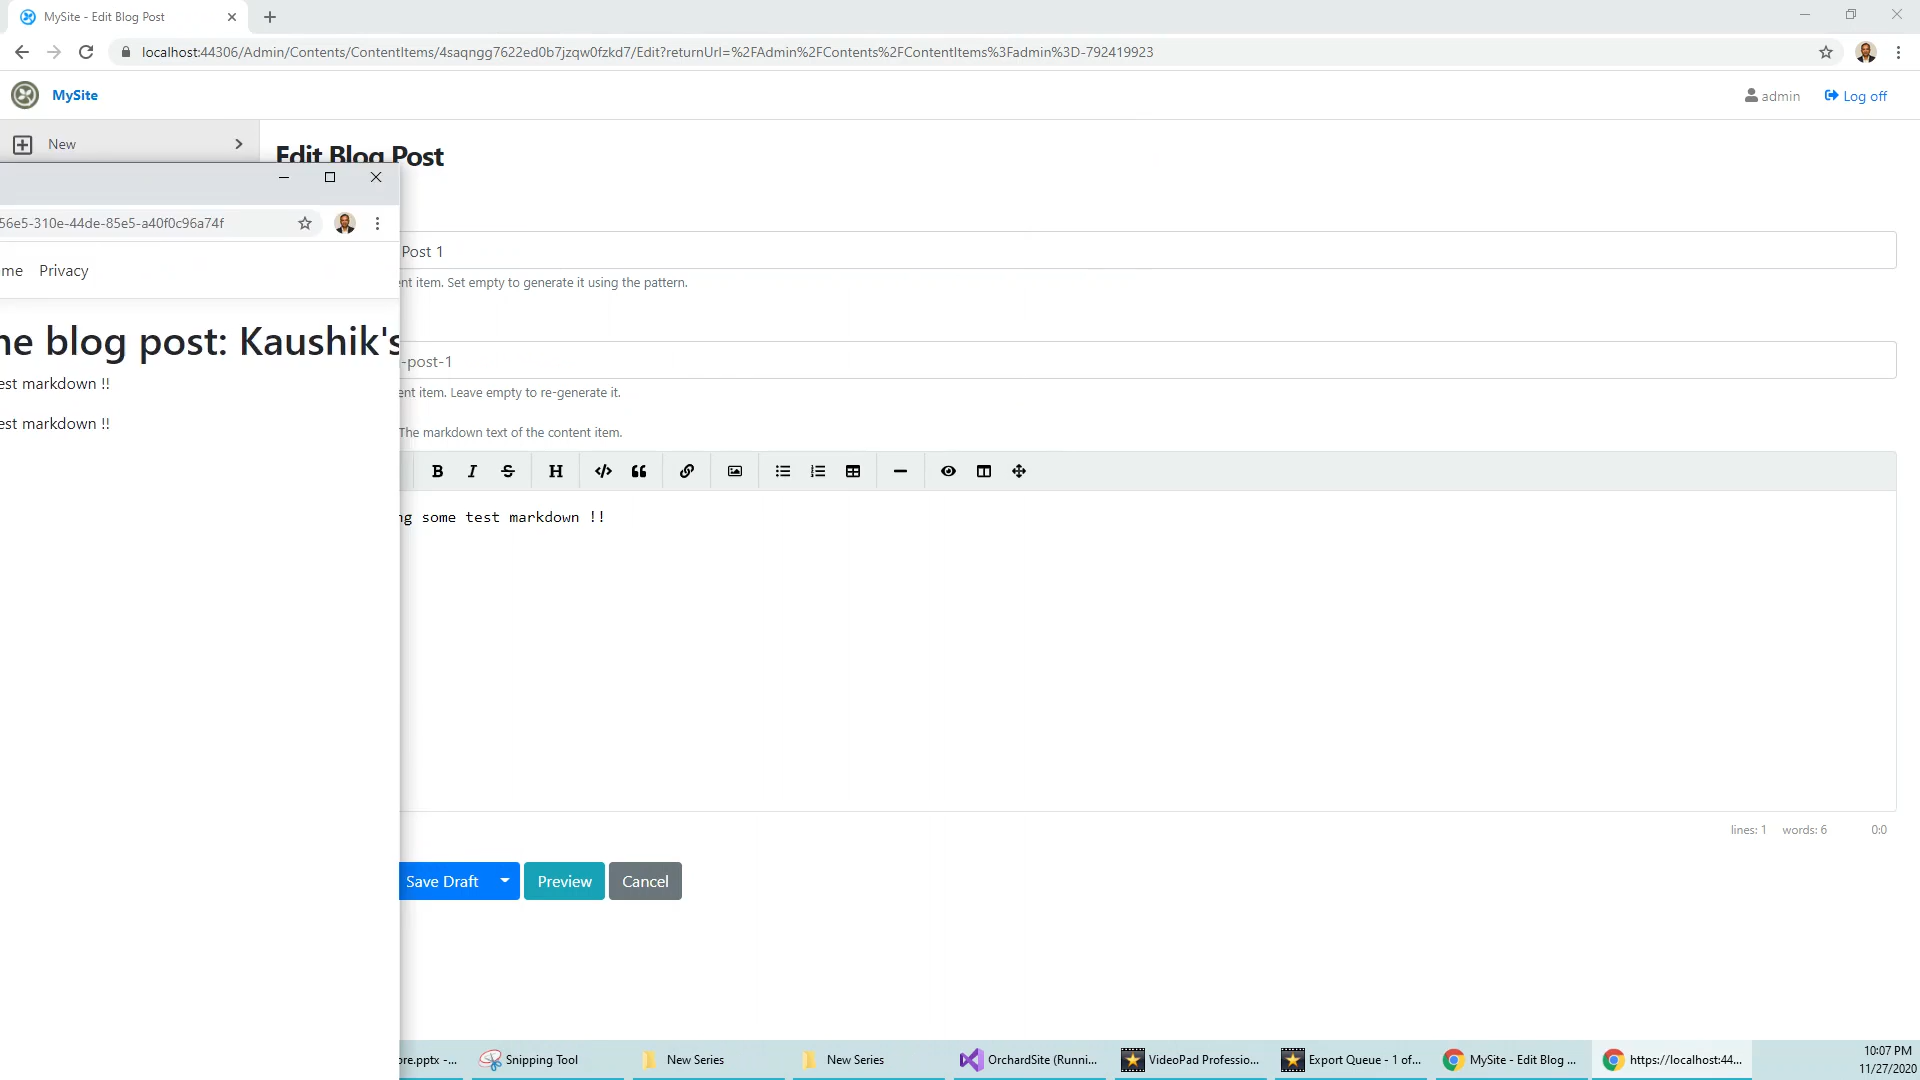 MySite - Edit Blog Post
localhost:44306/Admin/Contents/ContentItems/4saqngg7622ed0b7jzqw0fzkd7/Edit?returnUrl=%2FAdmin%2FContents%2FContentItems%3Fadmin%3D-792419923
MySite
admin
Log off
New
Edit Blog Post
56e5-310e-44de-85e5-a40f0c96a74f
Post 1
me Privacy
ent item. Set empty to generate it using the pattern.
ne blog post: Kaushik's
-post-1
est markdown !!
ent item. Leave empty to re-generate it.
est markdown !!
The markdown text of the content item.
B I S H
ng some test markdown !!
lines: 1 words: 6 0:0
Save Draft
Preview
Cancel
ore.pptx -...
Snipping Tool
New Series
New Series
OrchardSite (Runni...
VideoPad Professio...
Export Queue - 1 of...
MySite - Edit Blog ...
https://localhost:44...
10:07 PM
11/27/2020